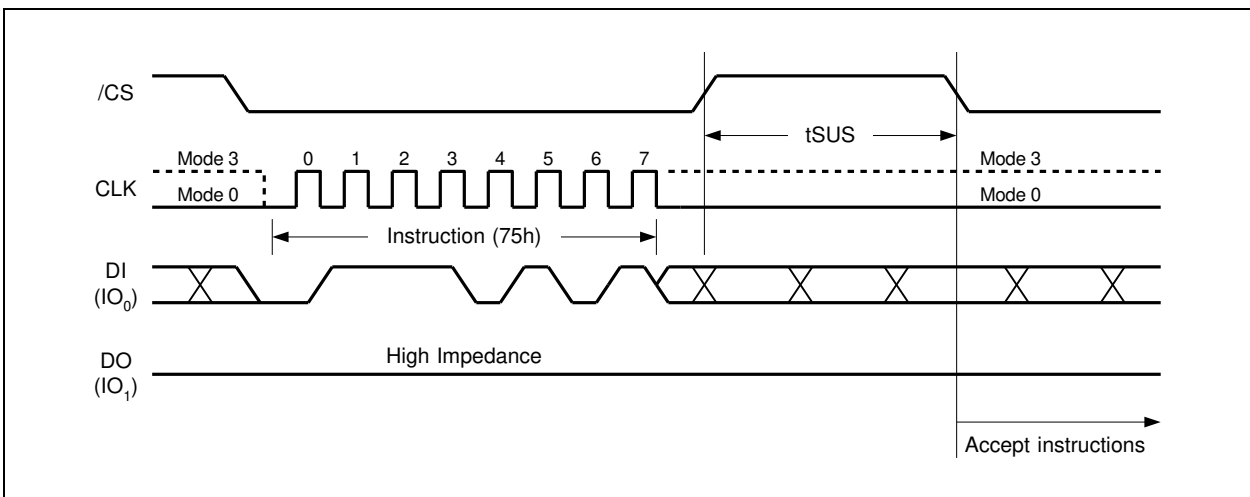 /CS
tSUS
Mode 3 0 1 2 3 4 5 6 7 Mode 3
CLK
Mode 0 Mode 0
Instruction (75h)
DI
(IO₀)
High Impedance
DO
(IO₁)
Accept instructions